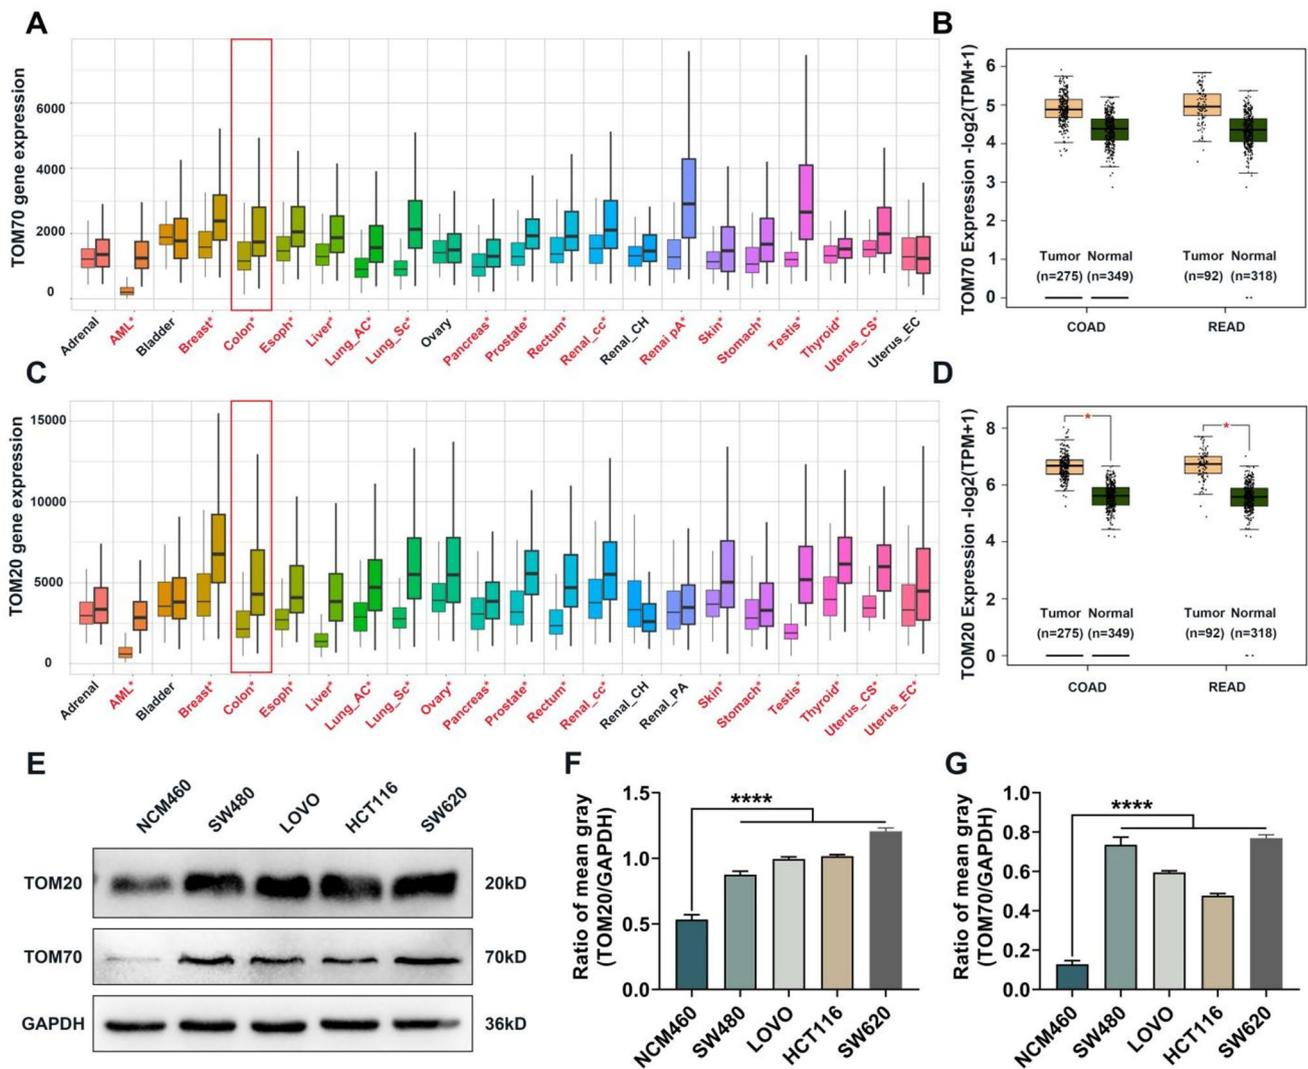 A
TOM70 gene expression
6000
4000
2000
0
Adrenal
AML*
Bladder
Breast*
Colon*
Esoph*
Liver*
Lung_AC*
Lung_Sc*
Ovary
Pancreas*
Prostate*
Rectum*
Renal_cc*
Renal_CH
Renal pA*
Skin*
Stomach*
Testis*
Thyroid*
Uterus_CS*
Uterus_EC
B
TOM70 Expression -log2(TPM+1)
6
5
4
3
2
1
0
Tumor Normal
(n=275) (n=349)
Tumor Normal
(n=92) (n=318)
COAD
READ
C
TOM20 gene expression
15000
10000
5000
0
Adrenal
AML*
Bladder
Breast*
Colon*
Esoph*
Liver*
Lung_AC*
Lung_Sc*
Ovary*
Pancreas*
Prostate*
Rectum*
Renal_cc*
Renal_CH
Renal_PA
Skin*
Stomach*
Testis*
Thyroid*
Uterus_CS*
Uterus_EC*
D
TOM20 Expression -log2(TPM+1)
8
6
4
2
0
*
*
Tumor Normal
(n=275) (n=349)
Tumor Normal
(n=92) (n=318)
COAD
READ
E
NCM460
SW480
LOVO
HCT116
SW620
TOM20
20kD
TOM70
70kD
GAPDH
36kD
F
Ratio of mean gray
(TOM20/GAPDH)
1.5
1.0
0.5
0.0
****
NCM460
SW480
LOVO
HCT116
SW620
G
Ratio of mean gray
(TOM70/GAPDH)
1.0
0.8
0.6
0.4
0.2
0.0
****
NCM460
SW480
LOVO
HCT116
SW620